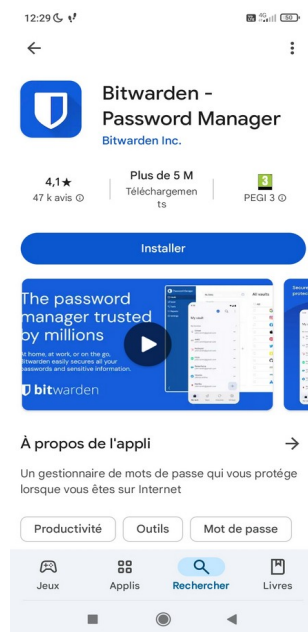 12:29
4G
50
Bitwarden -
Password Manager
Bitwarden Inc.
4,1★
47 k avis
Plus de 5 M
Téléchargemen
ts
3
PEGI 3
Installer
The password
manager trusted
by millions
At home, at work, or on the go,
Bitwarden easily secures all your
passwords and sensitive information.
bitwarden
À propos de l'appli
Un gestionnaire de mots de passe qui vous protége
lorsque vous êtes sur Internet
Productivité
Outils
Mot de passe
Jeux
Applis
Rechercher
Livres